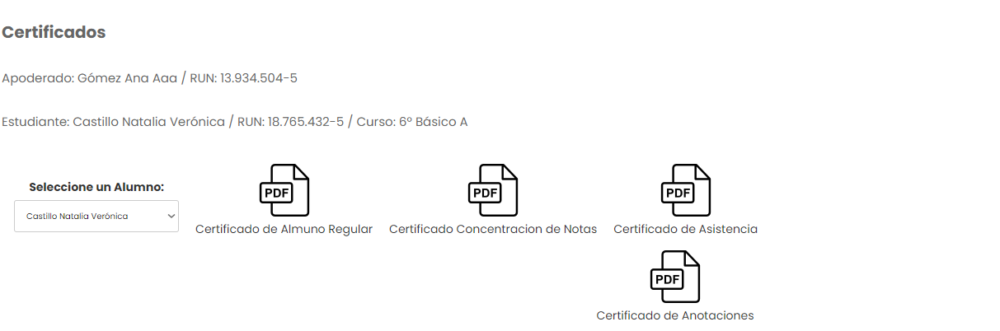 Certificados
Apoderado: Gómez Ana Aaa / RUN: 13.934.504-5
Estudiante: Castillo Natalia Verónica / RUN: 18.765.432-5 / Curso: 6° Básico A
Seleccione un Alumno:
Castillo Natalia Verónica
PDF
Certificado de Almuno Regular
PDF
Certificado Concentracion de Notas
PDF
Certificado de Asistencia
PDF
Certificado de Anotaciones